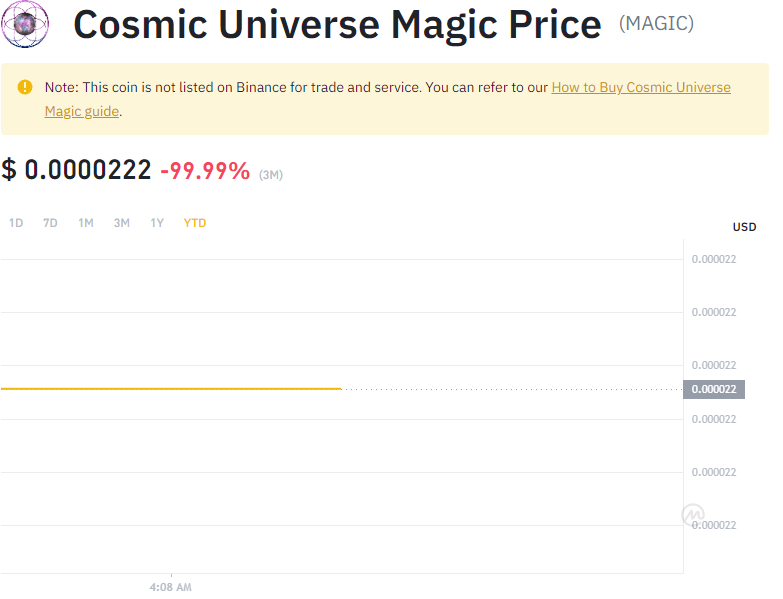 Cosmic Universe Magic Price (MAGIC)
Note: This coin is not listed on Binance for trade and service. You can refer to our How to Buy Cosmic Universe
Magic guide.
$ 0.0000222 -99.99% (3M)
1D 7D 1M 3M 1Y YTD
USD
0.000022
0.000022
0.000022
0.000022
0.000022
0.000022
0.000022
4:08 AM